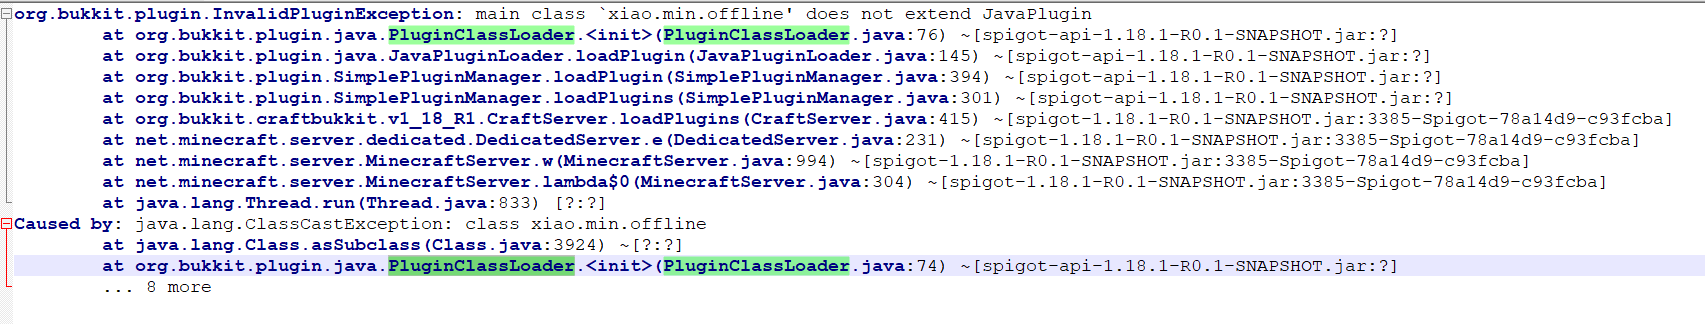 org.bukkit.plugin.InvalidPluginException: main class `xiao.min.offline' does not extend JavaPlugin
at org.bukkit.plugin.java.PluginClassLoader.<init>(PluginClassLoader.java:76) ~[spigot-api-1.18.1-R0.1-SNAPSHOT.jar:?]
at org.bukkit.plugin.java.JavaPluginLoader.loadPlugin(JavaPluginLoader.java:145) ~[spigot-api-1.18.1-R0.1-SNAPSHOT.jar:?]
at org.bukkit.plugin.SimplePluginManager.loadPlugin(SimplePluginManager.java:394) ~[spigot-api-1.18.1-R0.1-SNAPSHOT.jar:?]
at org.bukkit.plugin.SimplePluginManager.loadPlugins(SimplePluginManager.java:301) ~[spigot-api-1.18.1-R0.1-SNAPSHOT.jar:?]
at org.bukkit.craftbukkit.v1_18_R1.CraftServer.loadPlugins(CraftServer.java:415) ~[spigot-1.18.1-R0.1-SNAPSHOT.jar:3385-Spigot-78a14d9-c93fcba]
at net.minecraft.server.dedicated.DedicatedServer.e(DedicatedServer.java:231) ~[spigot-1.18.1-R0.1-SNAPSHOT.jar:3385-Spigot-78a14d9-c93fcba]
at net.minecraft.server.MinecraftServer.w(MinecraftServer.java:994) ~[spigot-1.18.1-R0.1-SNAPSHOT.jar:3385-Spigot-78a14d9-c93fcba]
at net.minecraft.server.MinecraftServer.lambda$0(MinecraftServer.java:304) ~[spigot-1.18.1-R0.1-SNAPSHOT.jar:3385-Spigot-78a14d9-c93fcba]
at java.lang.Thread.run(Thread.java:833) [?:?]
Caused by: java.lang.ClassCastException: class xiao.min.offline
at java.lang.Class.asSubclass(Class.java:3924) ~[?:?]
at org.bukkit.plugin.java.PluginClassLoader.<init>(PluginClassLoader.java:74) ~[spigot-api-1.18.1-R0.1-SNAPSHOT.jar:?]
... 8 more